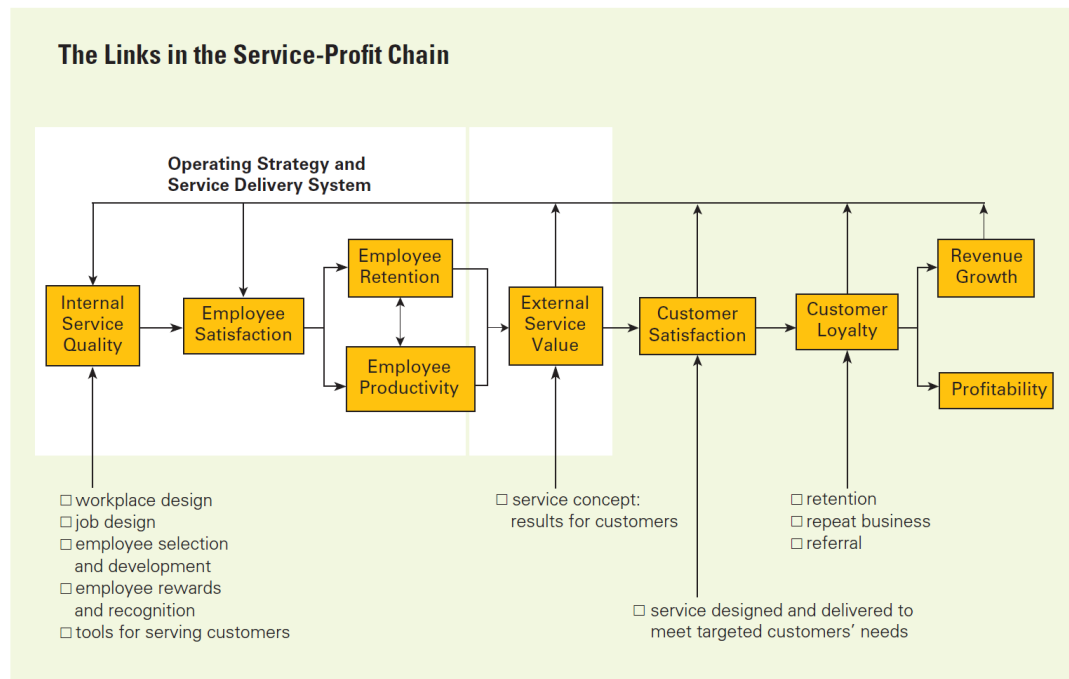 The Links in the Service-Profit Chain
Operating Strategy and
Service Delivery System
Internal
Service
Quality
Employee
Satisfaction
Employee
Retention
Employee
Productivity
External
Service
Value
Customer
Satisfaction
Customer
Loyalty
Revenue
Growth
Profitability
□ workplace design
□ job design
□ employee selection
and development
□ employee rewards
and recognition
□ tools for serving customers
□ service concept:
results for customers
□ service designed and delivered to
meet targeted customers’ needs
□ retention
□ repeat business
□ referral